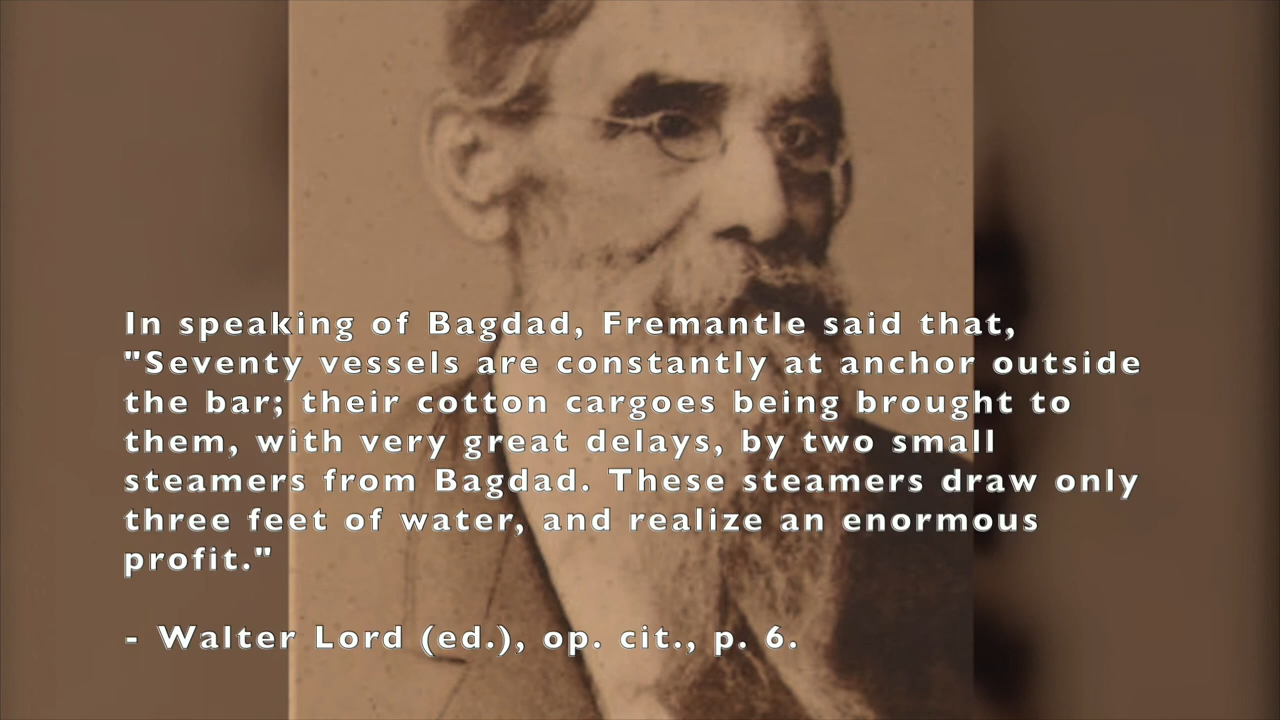 In speaking of Bagdad, Fremantle said that,
"Seventy vessels are constantly at anchor outside
the bar; their cotton cargoes being brought to
them, with very great delays, by two small
steamers from Bagdad. These steamers draw only
three feet of water, and realize an enormous
profit."
- Walter Lord (ed.), op. cit., p. 6.